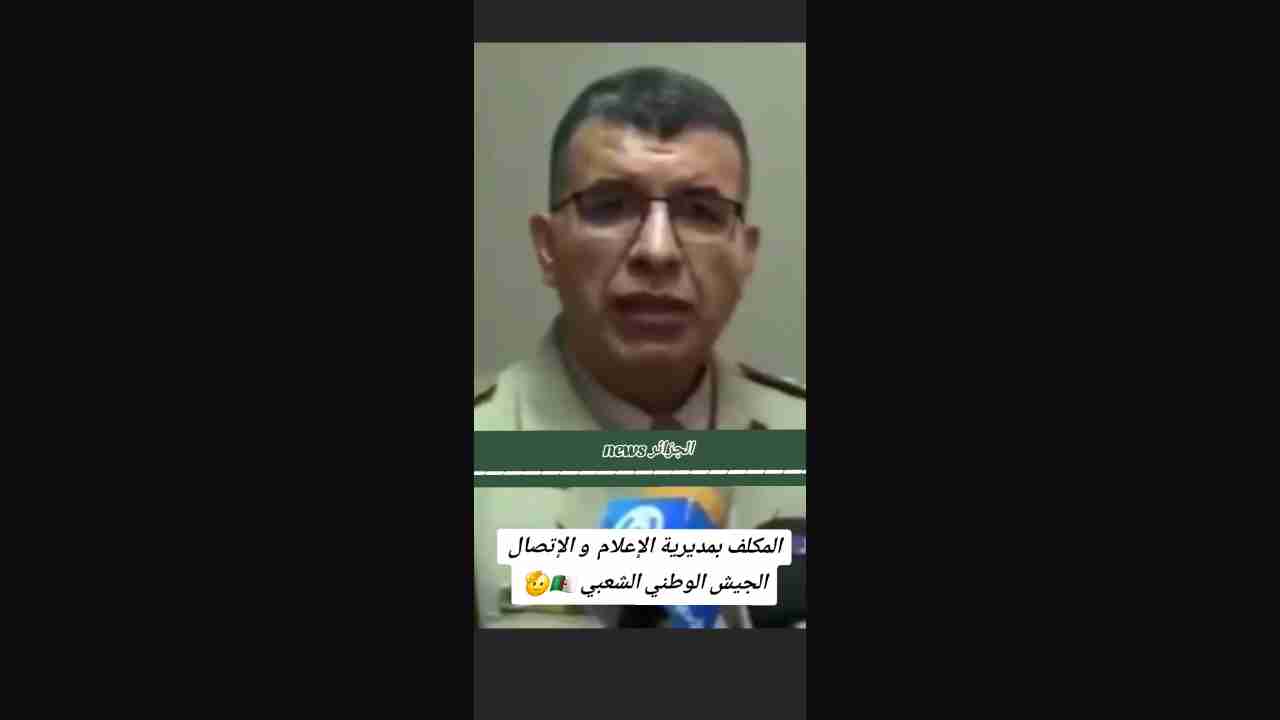 الجزائر news
المكلف بمديرية الإعلام و الإتصال
الجيش الوطني الشعبي 🇩🇿🫡